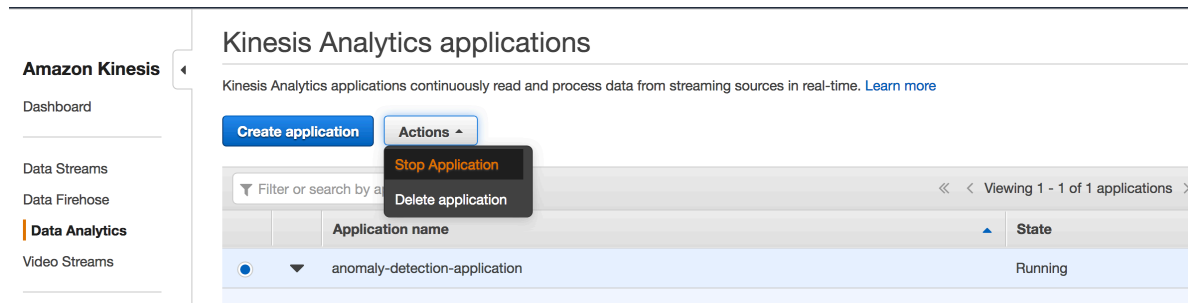 Kinesis Analytics applications
Amazon Kinesis
Kinesis Analytics applications continuously read and process data from streaming sources in real-time. Learn more
Dashboard
Create application
Actions
Stop Application
Data Streams
Filter or search by a
Viewing 1 - 1 of 1 applications
Data Firehose
Delete application
Data Analytics
Application name
State
Video Streams
anomaly-detection-application
Running